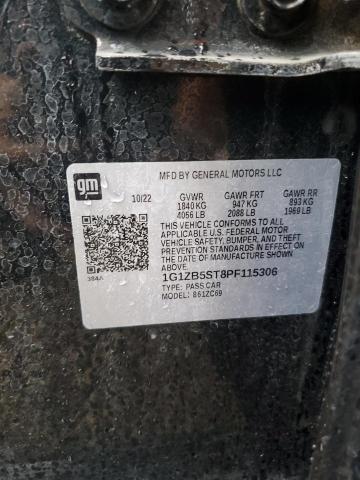 MFD BY GENERAL MOTORS LLC
gm
10/22 GVWR GAWR FRT GAWR RR
1840 KG 947 KG 893 KG
4056 LB 2088 LB 1969 LB
THIS VEHICLE CONFORMS TO ALL
APPLICABLE U.S. FEDERAL MOTOR
VEHICLE SAFETY, BUMPER, AND THEFT
PREVENTION STANDARDS IN EFFECT ON
THE DATE OF MANUFACTURE SHOWN
ABOVE.
384A 1G1ZB5ST8PF115306
TYPE: PASS CAR
MODEL: 861ZC69